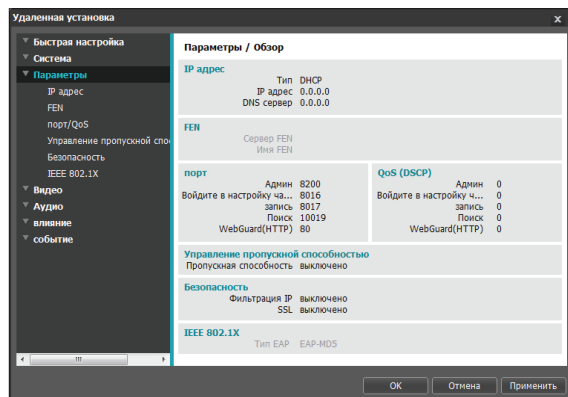 Удаленная установка
x
Быстрая настройка
Система
Параметры
IP адрес
FEN
порт/QoS
Управление пропускной спо
Безопасность
IEEE 802.1X
Видео
Аудио
влияние
событие
Параметры / Обзор
IP адрес
Тип DHCP
IP адрес 0.0.0.0
DNS сервер 0.0.0.0
FEN
Сервер FEN
Имя FEN
порт
Админ 8200
Войдите в настройку ча... 8016
запись 8017
Поиск 10019
WebGuard(HTTP) 80
QoS (DSCP)
Админ 0
Войдите в настройку ч... 0
запись 0
Поиск 0
WebGuard(HTTP) 0
Управление пропускной способностью
Пропускная способность выключено
Безопасность
Фильтрация IP выключено
SSL выключено
IEEE 802.1X
Тип EAP EAP-MD5
OK Отмена Применить